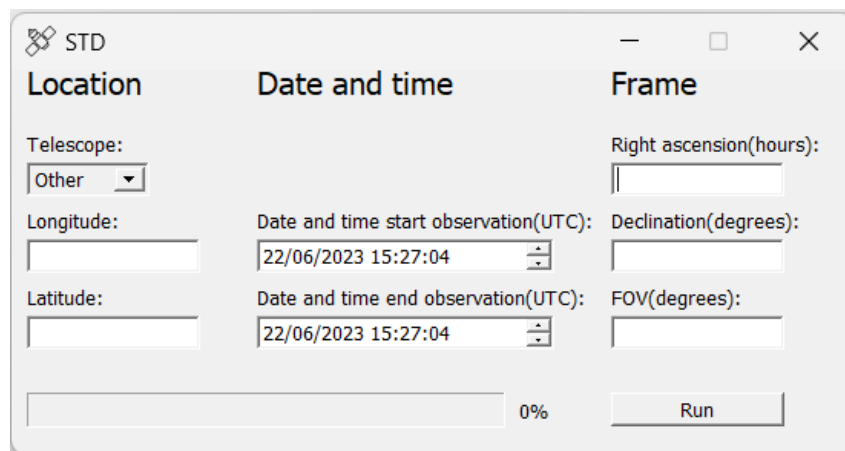 STD
Location Date and time Frame
Telescope: Right ascension(hours):
Other
Longitude: Date and time start observation(UTC): Declination(degrees):
22/06/2023 15:27:04
Latitude: Date and time end observation(UTC): FOV(degrees):
22/06/2023 15:27:04
0% Run